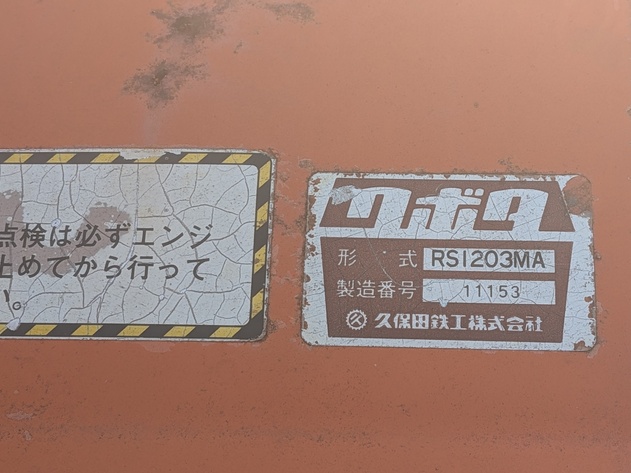 点検は必ずエンジ
止めてから行って
い。
クボタ
形 式 RS1203MA
製造番号 11153
久保田鉄工株式会社